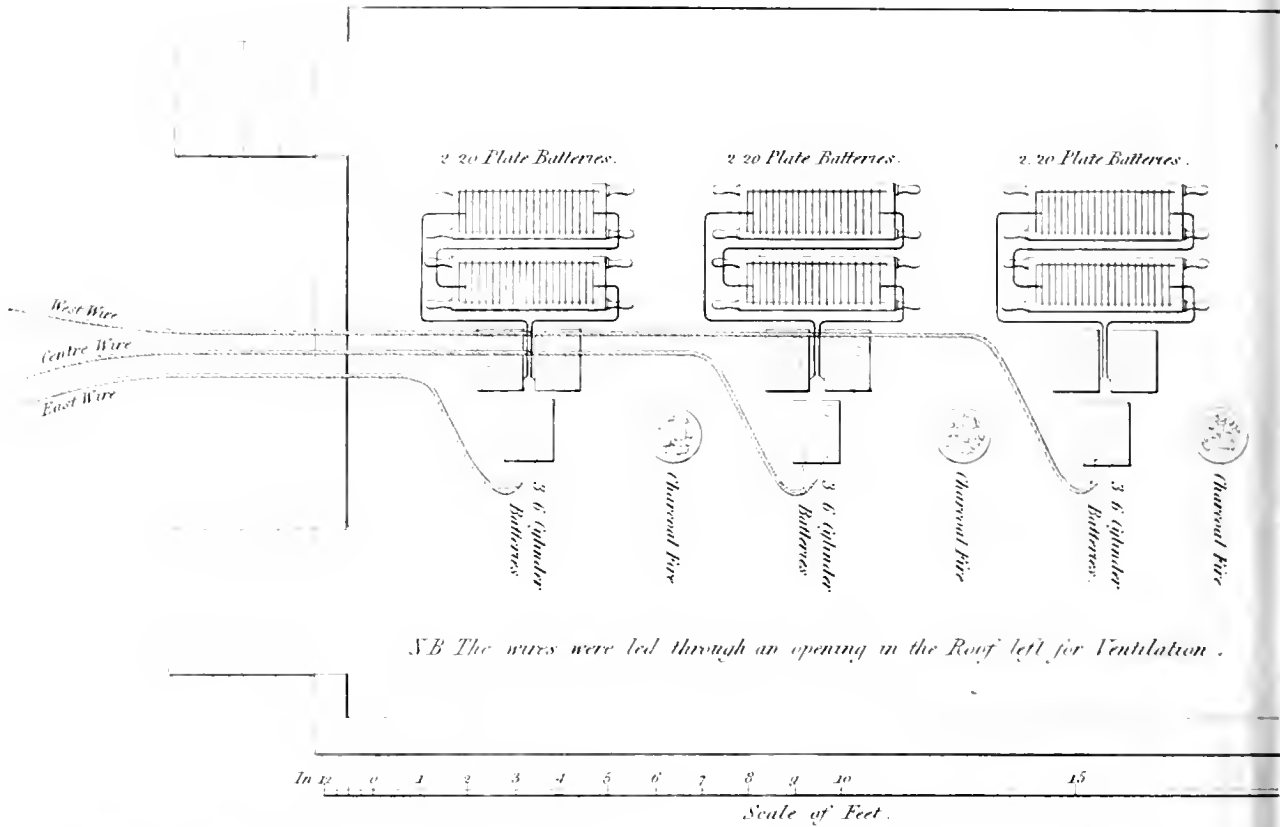 2 20 Plate Batteries.
2 20 Plate Batteries.
2. 20 Plate Batteries.
West Wire
Centre Wire
East Wire
3 6 Cylinder
Batteries.
Charcoal Fire
3 6 Cylinder
Batteries.
Charcoal Fire
3 6 Cylinder
Batteries.
Charcoal Fire
NB The wires were led through an opening in the Roof left for Ventilation.
In 12 0 1 2 3 4 5 6 7 8 9 10 15
Scale of Feet.